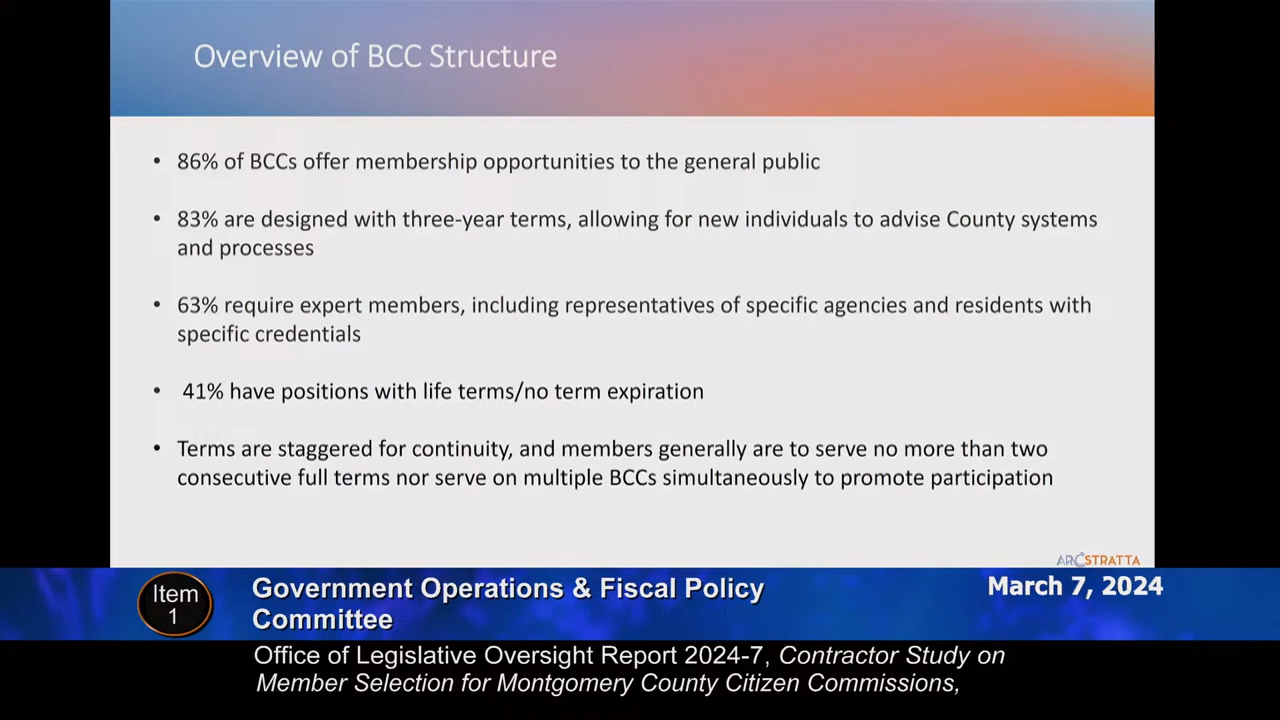 Overview of BCC Structure
• 86% of BCCs offer membership opportunities to the general public
• 83% are designed with three-year terms, allowing for new individuals to advise County systems
and processes
• 63% require expert members, including representatives of specific agencies and residents with
specific credentials
• 41% have positions with life terms/no term expiration
• Terms are staggered for continuity, and members generally are to serve no more than two
consecutive full terms nor serve on multiple BCCs simultaneously to promote participation
ARCSTRATTA
Item
1
Government Operations & Fiscal Policy
Committee
March 7, 2024
Office of Legislative Oversight Report 2024-7, Contractor Study on
Member Selection for Montgomery County Citizen Commissions,